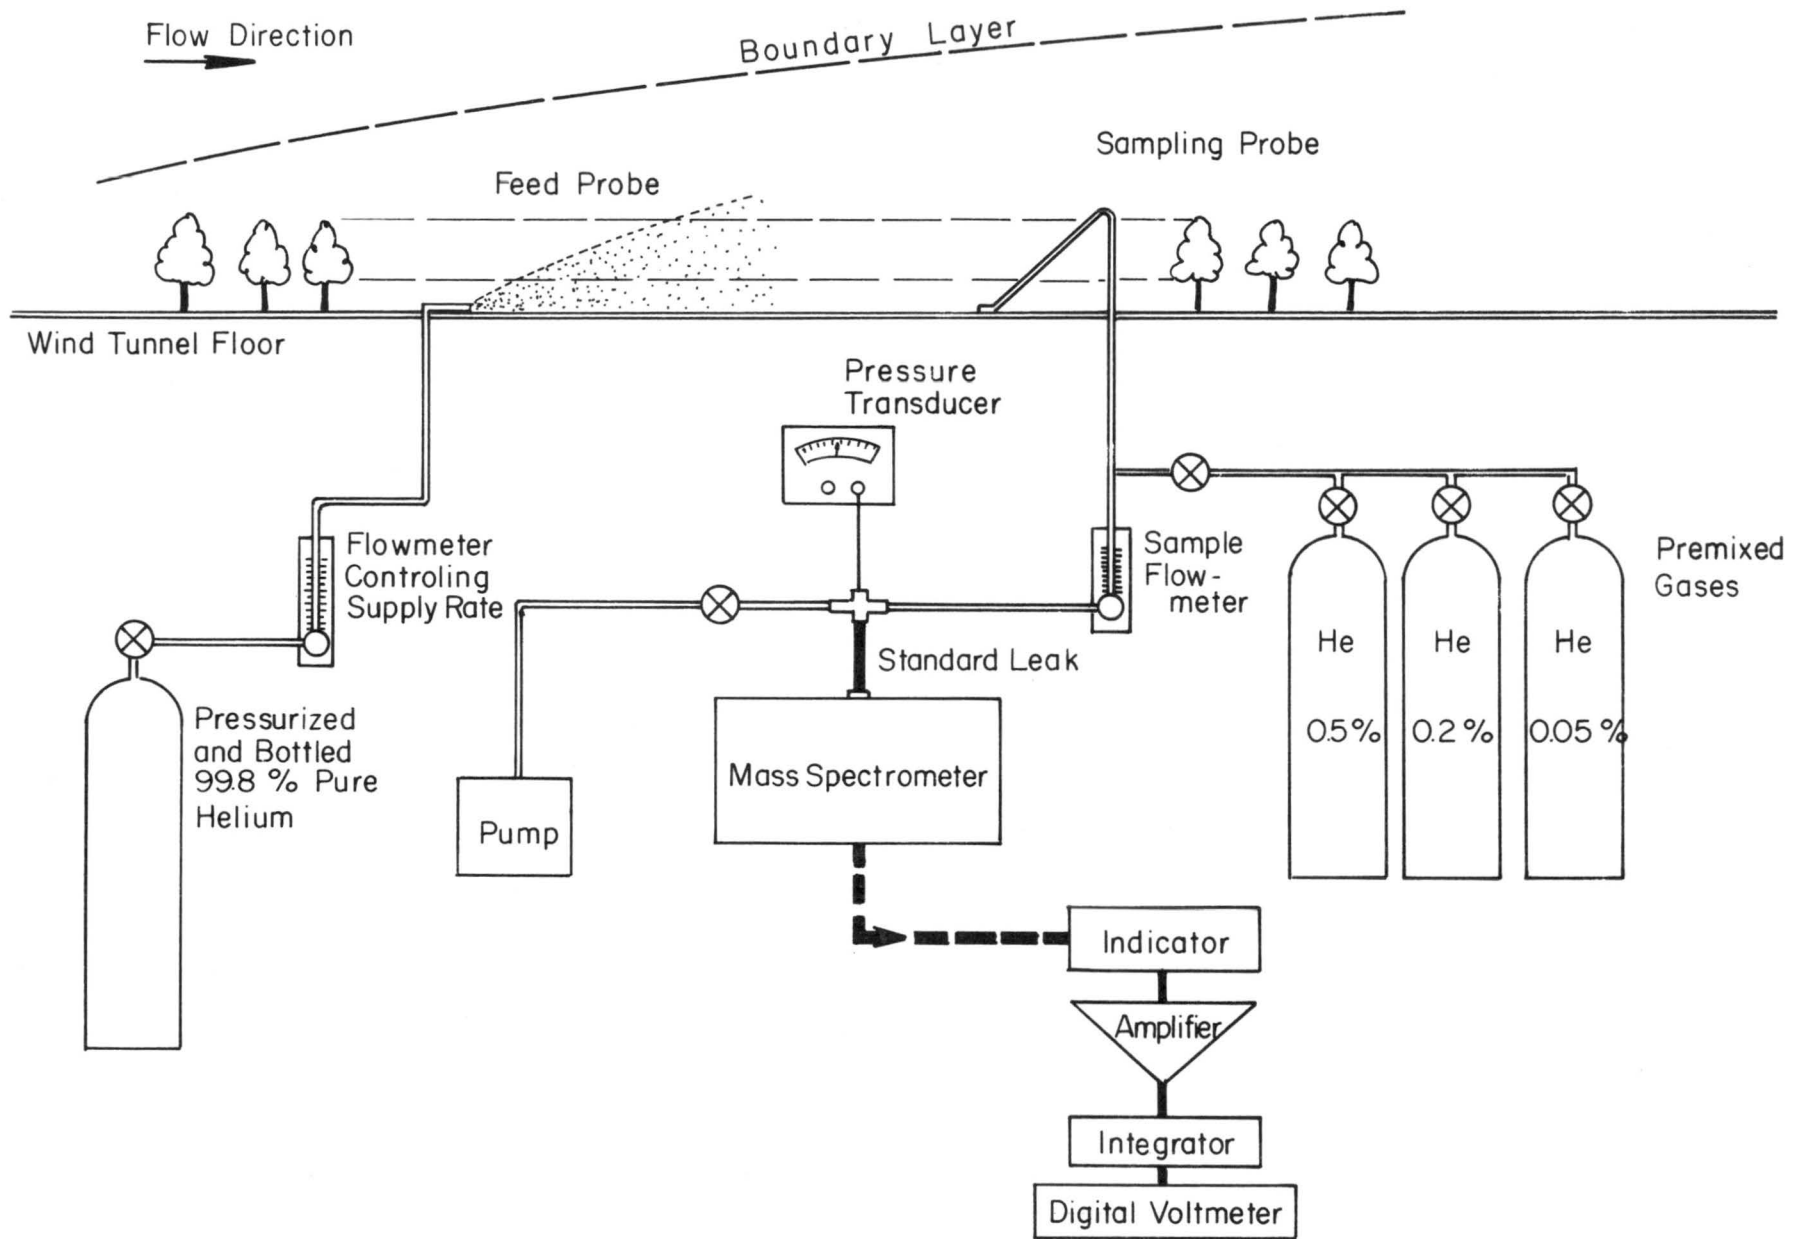 Flow Direction
Boundary Layer
Sampling Probe
Feed Probe
Wind Tunnel Floor
Pressure
Transducer
Flowmeter
Controling
Supply Rate
Sample
Flow-
meter
Premixed
Gases
Standard Leak
He
0.5%
He
0.2%
He
0.05%
Pressurized
and Bottled
99.8 % Pure
Helium
Mass Spectrometer
Pump
Indicator
Amplifier
Integrator
Digital Voltmeter